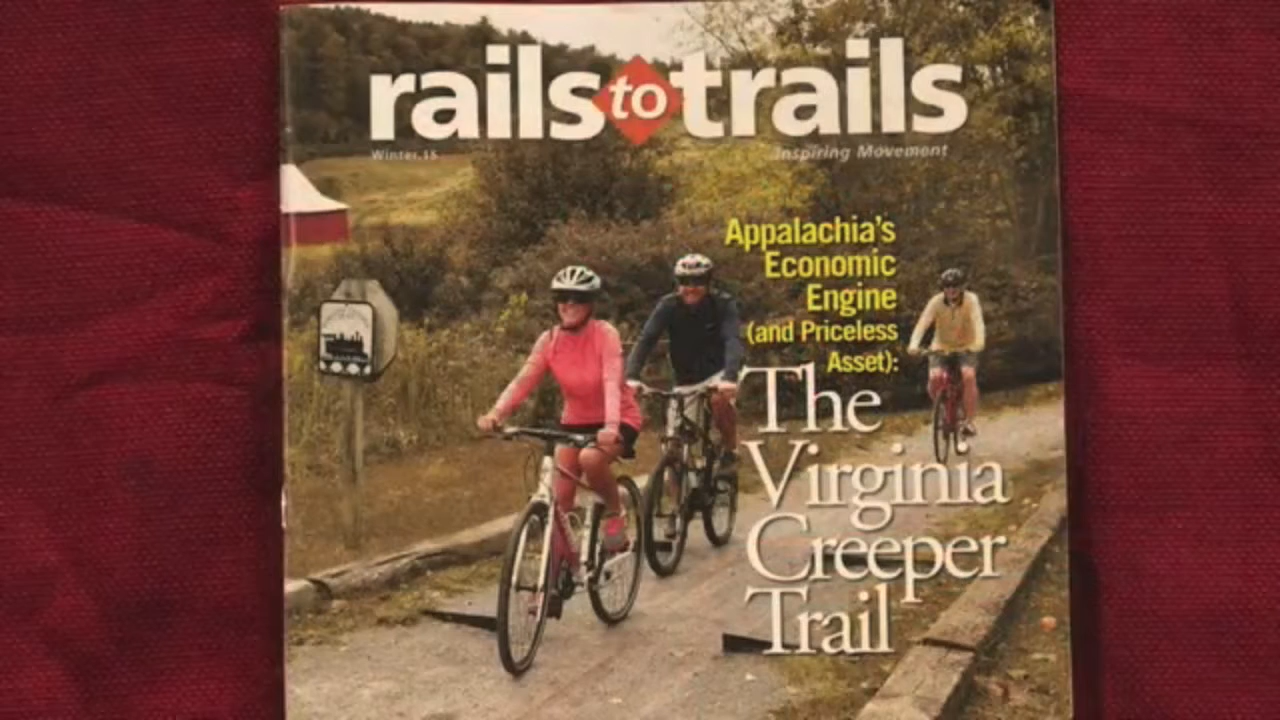 rails to trails
Winter.15
Inspiring Movement
Appalachia's
Economic
Engine
(and Priceless
Asset):
The
Virginia
Creeper
Trail